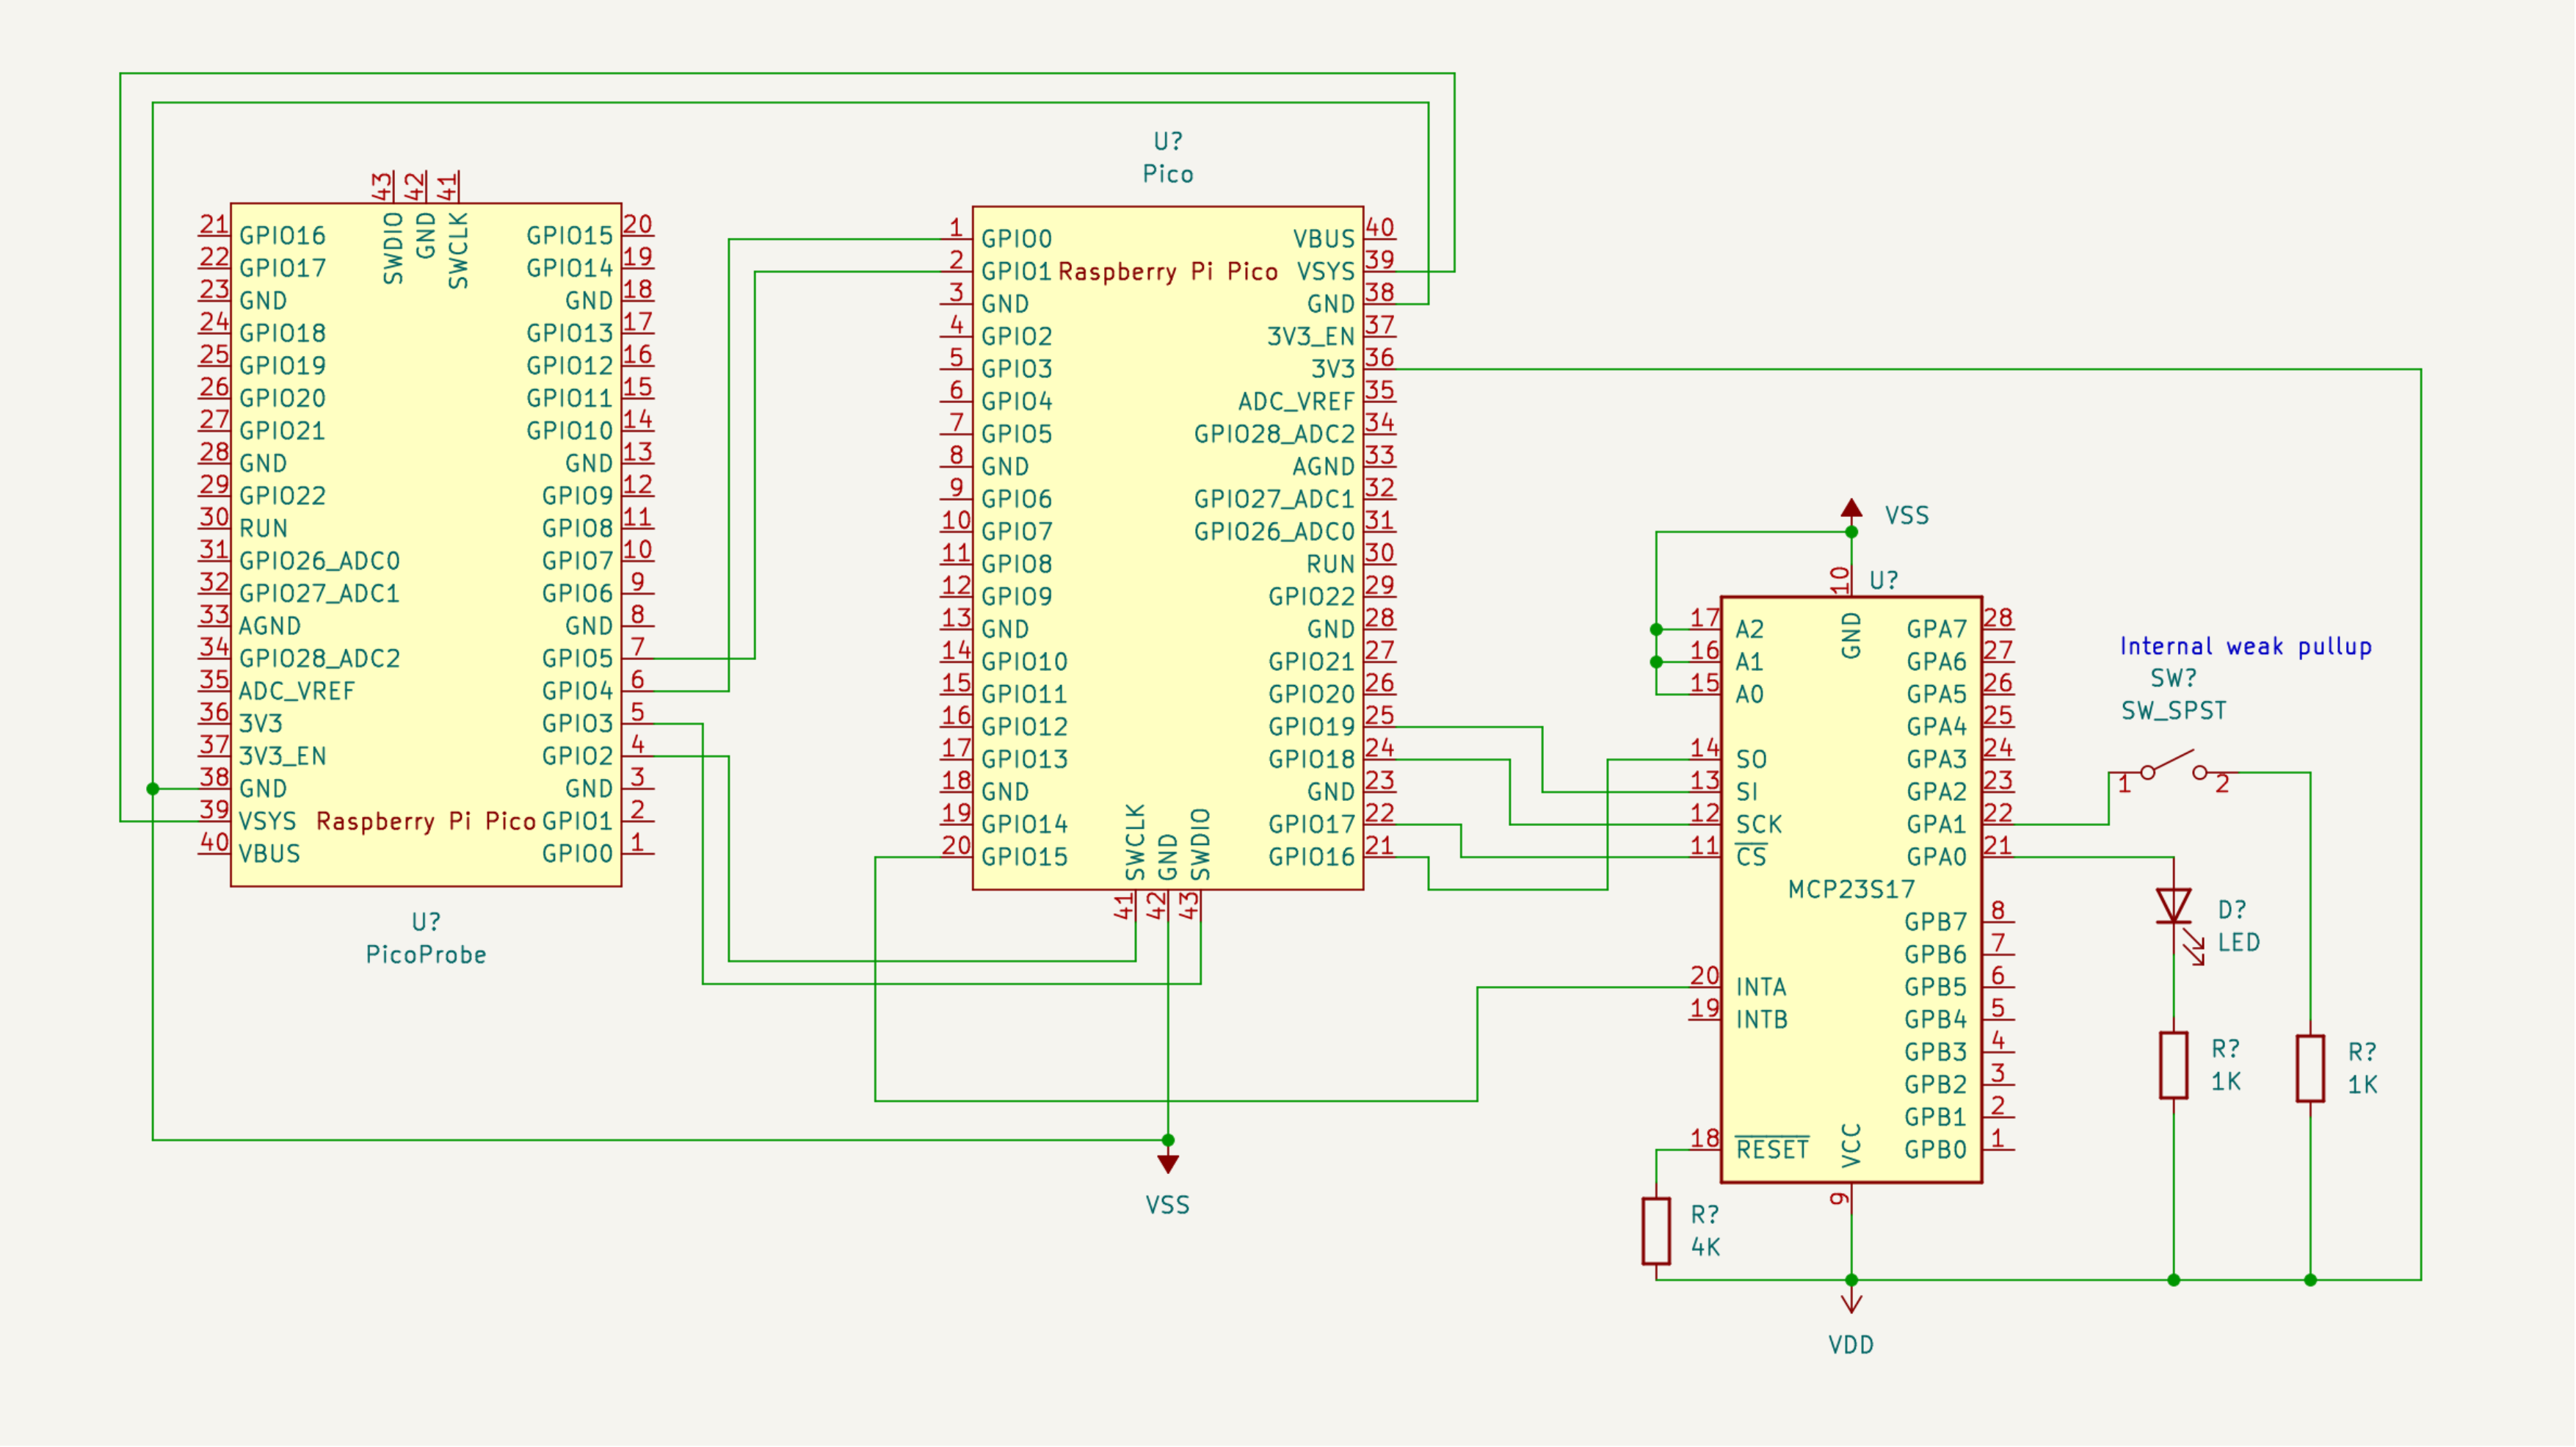 U?
Pico
43
42
41
SWDIO
GND
SWCLK
21 GPIO16 GPIO15 20
22 GPIO17 GPIO14 19
23 GND GND 18
24 GPIO18 GPIO13 17
25 GPIO19 GPIO12 16
26 GPIO20 GPIO11 15
27 GPIO21 GPIO10 14
28 GND GND 13
29 GPIO22 GPIO9 12
30 RUN GPIO8 11
31 GPIO26_ADC0 GPIO7 10
32 GPIO27_ADC1 GPIO6 9
33 AGND GND 8
34 GPIO28_ADC2 GPIO5 7
35 ADC_VREF GPIO4 6
36 3V3 GPIO3 5
37 3V3_EN GPIO2 4
38 GND GND 3
39 VSYS Raspberry Pi Pico GPIO1 2
40 VBUS GPIO0 1
U?
PicoProbe
1 GPIO0 VBUS 40
2 GPIO1 Raspberry Pi Pico VSYS 39
3 GND GND 38
4 GPIO2 3V3_EN 37
5 GPIO3 3V3 36
6 GPIO4 ADC_VREF 35
7 GPIO5 GPIO28_ADC2 34
8 GND AGND 33
9 GPIO6 GPIO27_ADC1 32
10 GPIO7 GPIO26_ADC0 31
11 GPIO8 RUN 30
12 GPIO9 GPIO22 29
13 GND GND 28
14 GPIO10 GPIO21 27
15 GPIO11 GPIO20 26
16 GPIO12 GPIO19 25
17 GPIO13 GPIO18 24
18 GND GND 23
19 GPIO14 GPIO17 22
20 GPIO15 GPIO16 21
SWCLK
GND
SWDIO
41
42
43
VSS
VSS
10 U?
GND
17 A2 GPA7 28
16 A1 GPA6 27
15 A0 GPA5 26
GPA4 25
14 SO GPA3 24
13 SI GPA2 23
12 SCK GPA1 22
11 CS GPA0 21
MCP23S17
GPB7 8
GPB6 7
20 INTA GPB5 6
19 INTB GPB4 5
GPB3 4
GPB2 3
GPB1 2
18 RESET GPB0 1
VCC
9
R?
4K
VDD
Internal weak pullup
SW?
SW_SPST
1 2
D?
LED
R?
1K
R?
1K